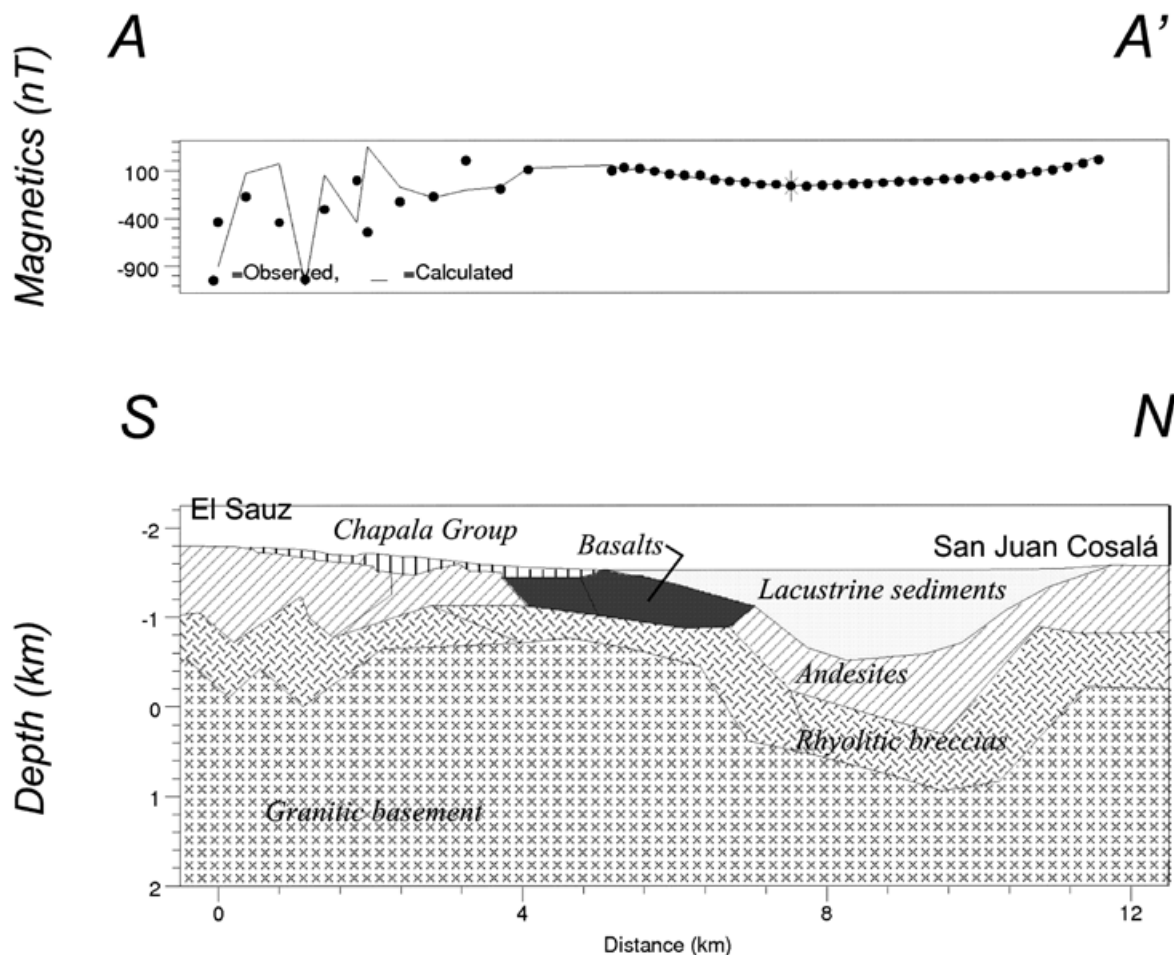 A A’
Magnetics (nT)
100
-400
-900
=Observed, =Calculated
S N
El Sauz
Chapala Group
Basalts
San Juan Cosalá
Lacustrine sediments
Andesites
Rhyolitic breccias
Granitic basement
Depth (km)
-2
-1
0
1
2
0 4 8 12
Distance (km)